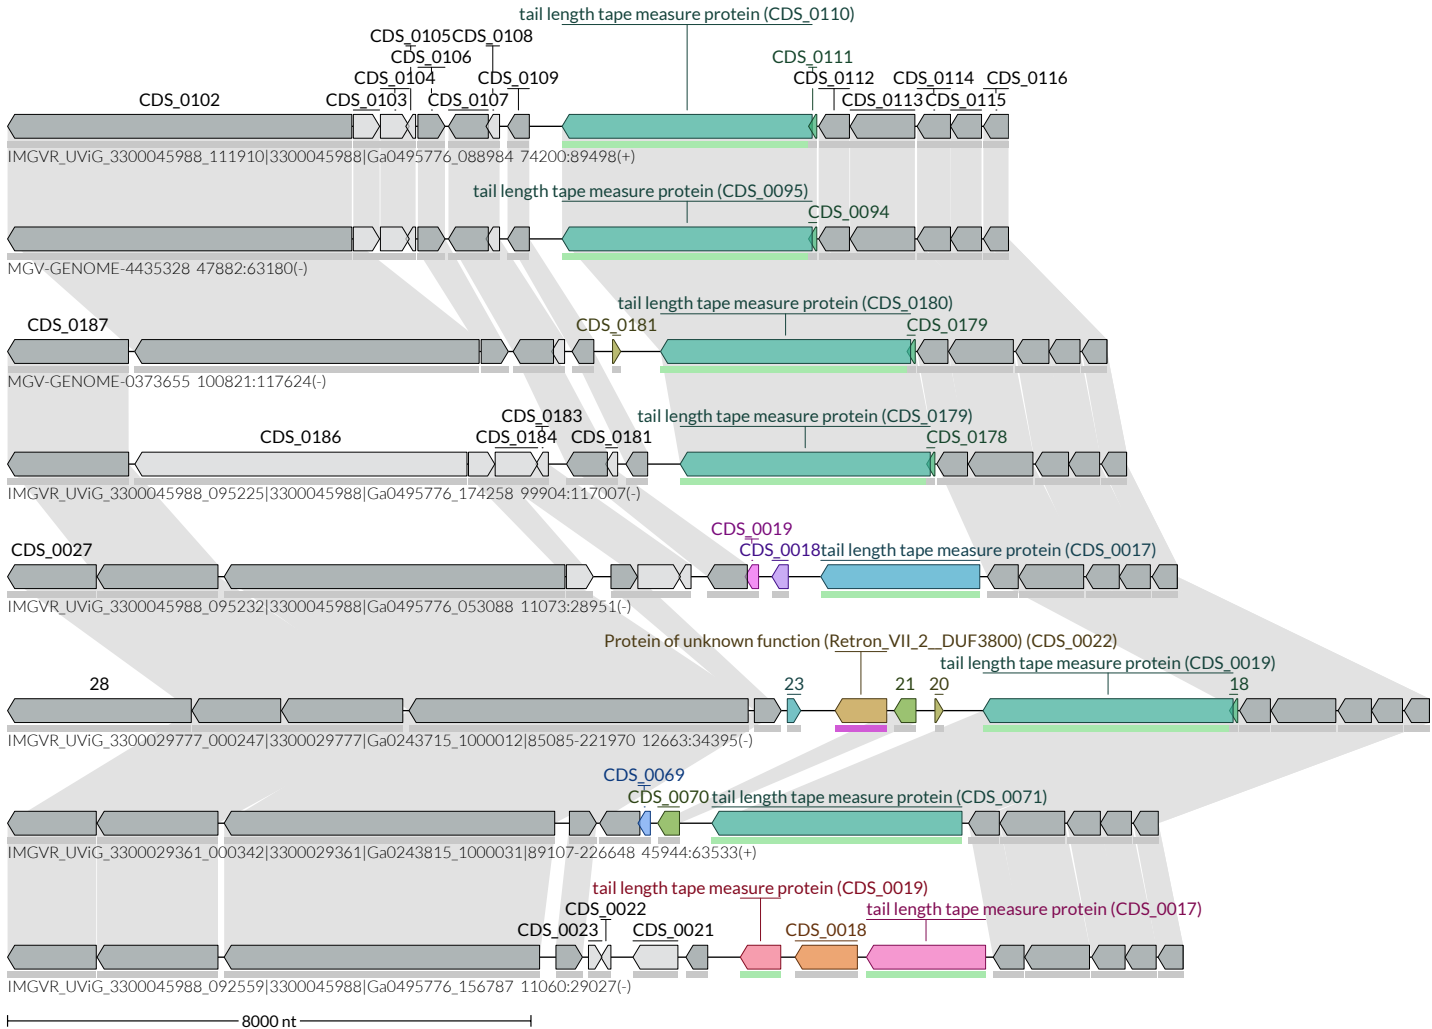 tail length tape measure protein (CDS_0110)
CDS_0105 CDS_0108
CDS_0106 CDS_0111
CDS_0104 CDS_0109 CDS_0112 CDS_0114 CDS_0116
CDS_0102 CDS_0103 CDS_0107 CDS_0113 CDS_0115
IMGVR_UViG_3300045988_111910|3300045988|Ga0495776_088984 74200:89498(+)
tail length tape measure protein (CDS_0095)
CDS_0094
MGV-GENOME-4435328 47882:63180(-)
tail length tape measure protein (CDS_0180)
CDS_0187 CDS_0181 CDS_0179
MGV-GENOME-0373655 100821:117624(-)
CDS_0183 tail length tape measure protein (CDS_0179)
CDS_0186 CDS_0184 CDS_0181 CDS_0178
IMGVR_UViG_3300045988_095225|3300045988|Ga0495776_174258 99904:117007(-)
CDS_0019
CDS_0027 CDS_0018 tail length tape measure protein (CDS_0017)
IMGVR_UViG_3300045988_095232|3300045988|Ga0495776_053088 11073:28951(-)
Protein of unknown function (Retron_VII_2__DUF3800) (CDS_0022)
tail length tape measure protein (CDS_0019)
28 23 21 20 18
IMGVR_UViG_3300029777_000247|3300029777|Ga0243715_1000012|85085-221970 12663:34395(-)
CDS_0069
CDS_0070 tail length tape measure protein (CDS_0071)
IMGVR_UViG_3300029361_000342|3300029361|Ga0243815_1000031|89107-226648 45944:63533(+)
tail length tape measure protein (CDS_0019)
CDS_0022 tail length tape measure protein (CDS_0017)
CDS_0023 CDS_0021 CDS_0018
IMGVR_UViG_3300045988_092559|3300045988|Ga0495776_156787 11060:29027(-)
8000 nt